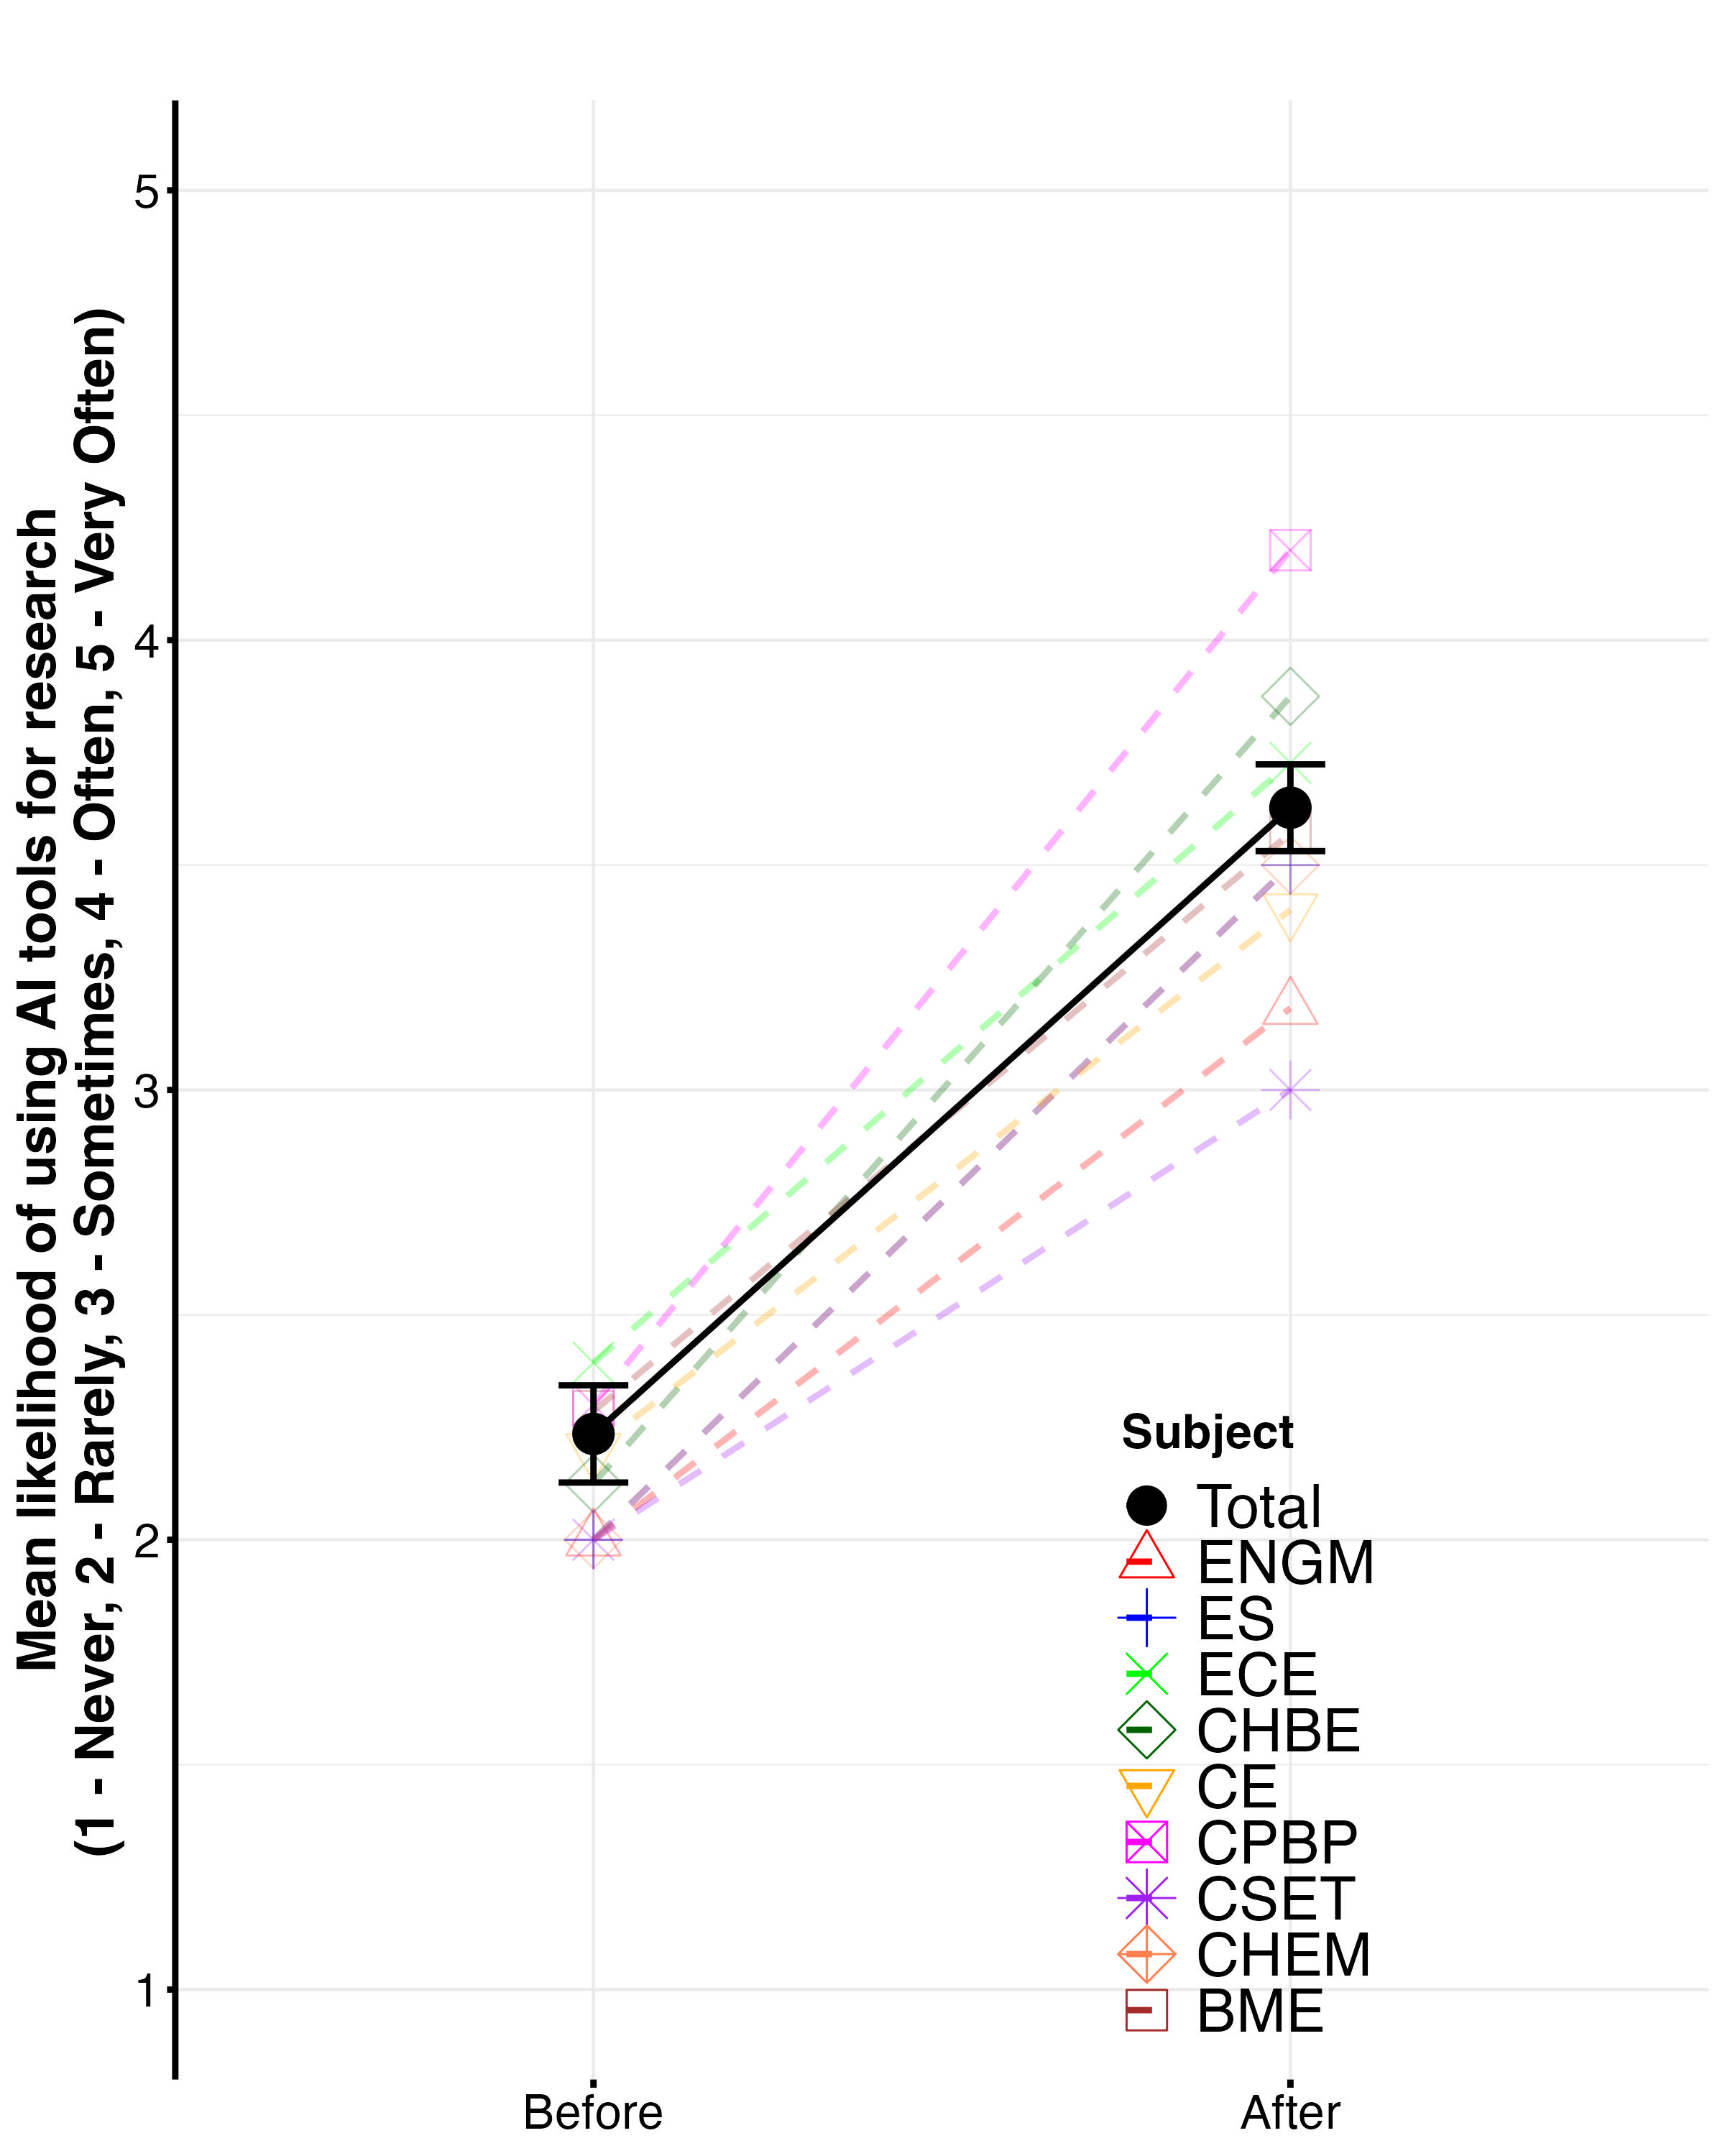 Mean likelihood of using AI tools for research
(1 - Never, 2 - Rarely, 3 - Sometimes, 4 - Often, 5 - Very Often)
5
4
3
2
1
Subject
Total
ENGM
ES
ECE
CHBE
CE
CPBP
CSET
CHEM
BME
Before
After